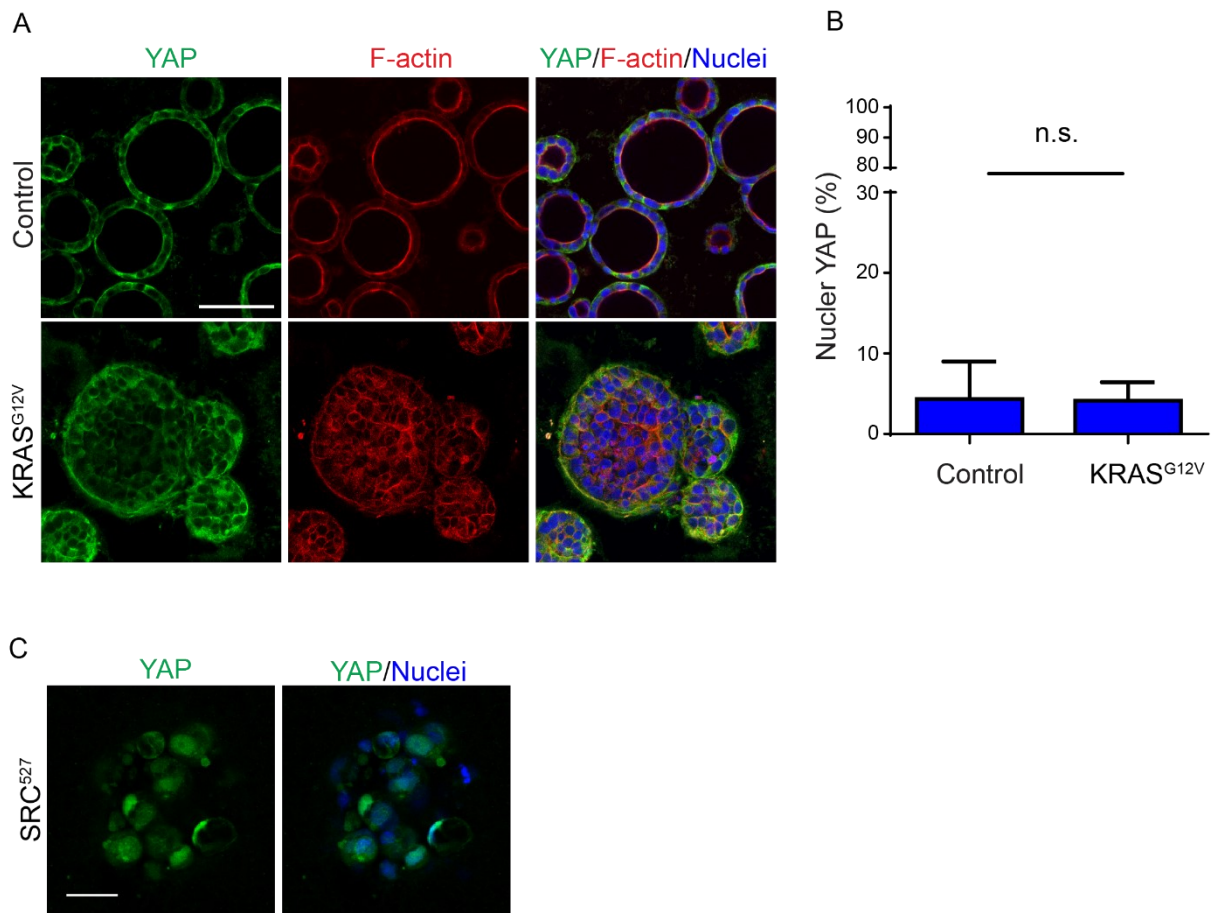 A
YAP
F-actin
YAP/F-actin/Nuclei
Control
KRASG12V
B
Nucler YAP (%)
100
90
80
30
20
10
0
n.s.
Control
KRASG12V
C
YAP
YAP/Nuclei
SRC527